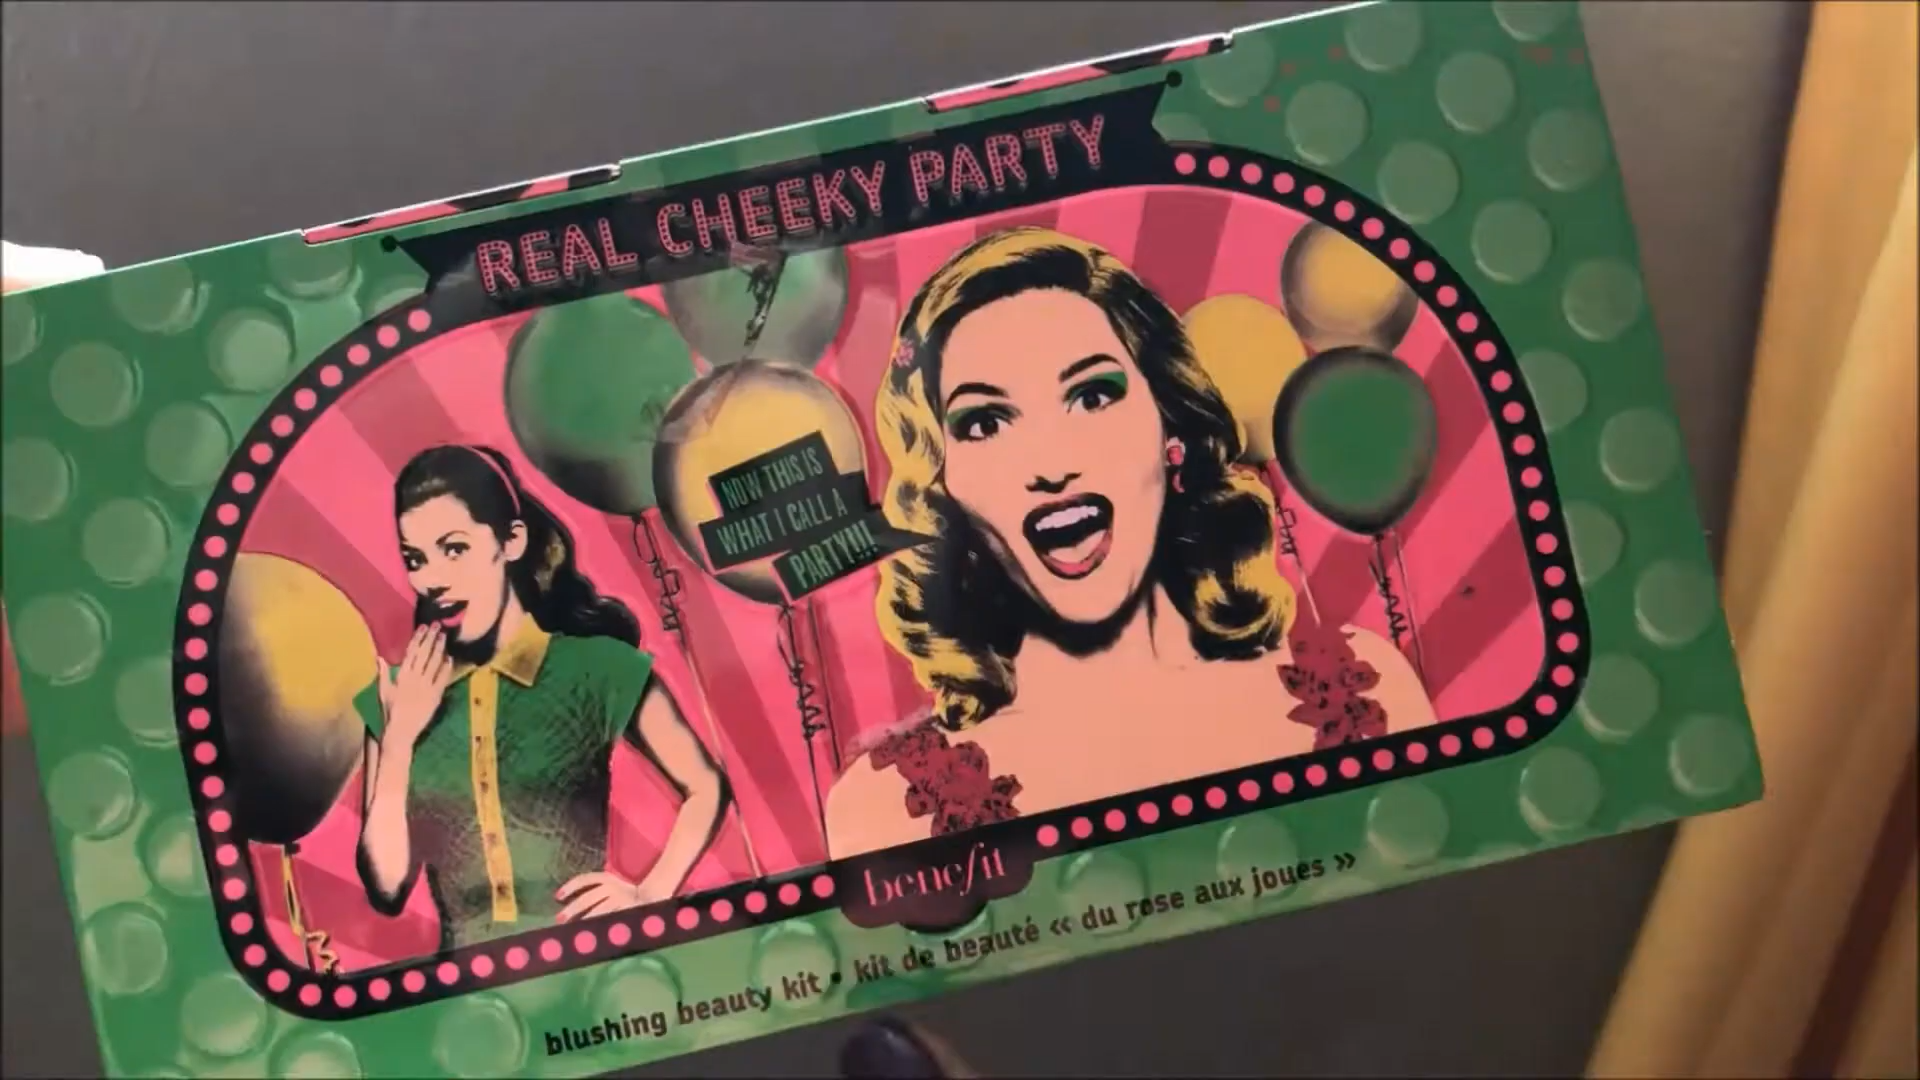 REAL CHEEKY PARTY
NOW THIS IS
WHAT I CALL A
PARTY!!!
benefit
blushing beauty kit • kit de beauté « du rose aux joues »